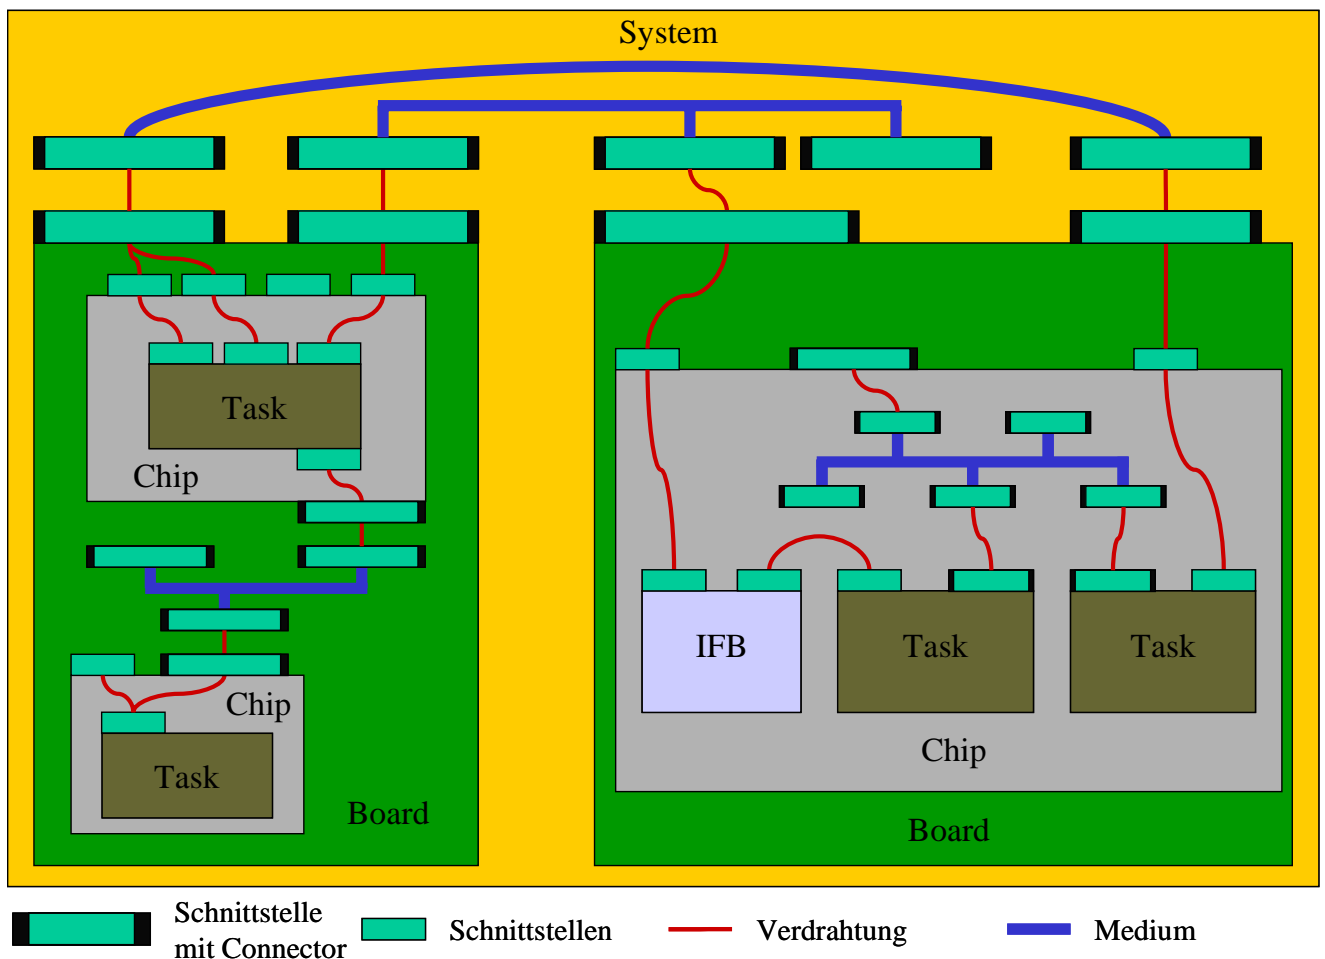 System
Task
Chip
Chip
Task
Board
IFB
Task
Task
Chip
Board
Schnittstelle
mit Connector
Schnittstellen
Verdrahtung
Medium